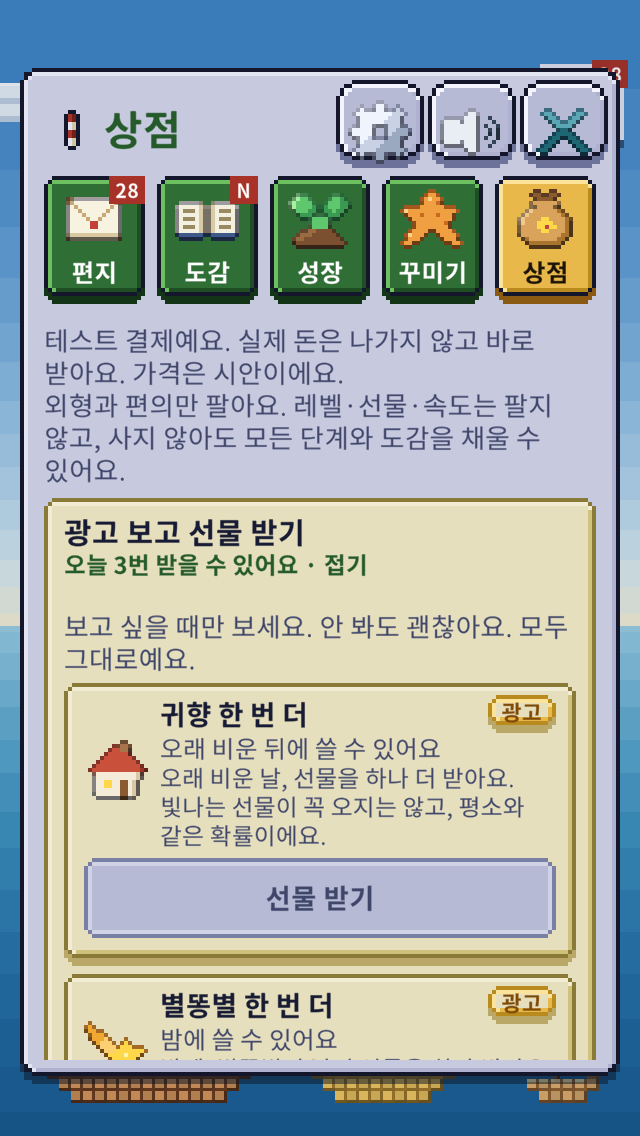 상점
28
N
편지
도감
성장
꾸미기
상점
테스트 결제예요. 실제 돈은 나가지 않고 바로
받아요. 가격은 시안이에요.
외형과 편의만 팔아요. 레벨·선물·속도는 팔지
않고, 사지 않아도 모든 단계와 도감을 채울 수
있어요.
광고 보고 선물 받기
오늘 3번 받을 수 있어요 · 접기
보고 싶을 때만 보세요. 안 봐도 괜찮아요. 모두
그대로예요.
귀향 한 번 더
광고
오래 비운 뒤에 쓸 수 있어요
오래 비운 날, 선물을 하나 더 받아요.
빛나는 선물이 꼭 오지는 않고, 평소와
같은 확률이에요.
선물 받기
별똥별 한 번 더
광고
밤에 쓸 수 있어요